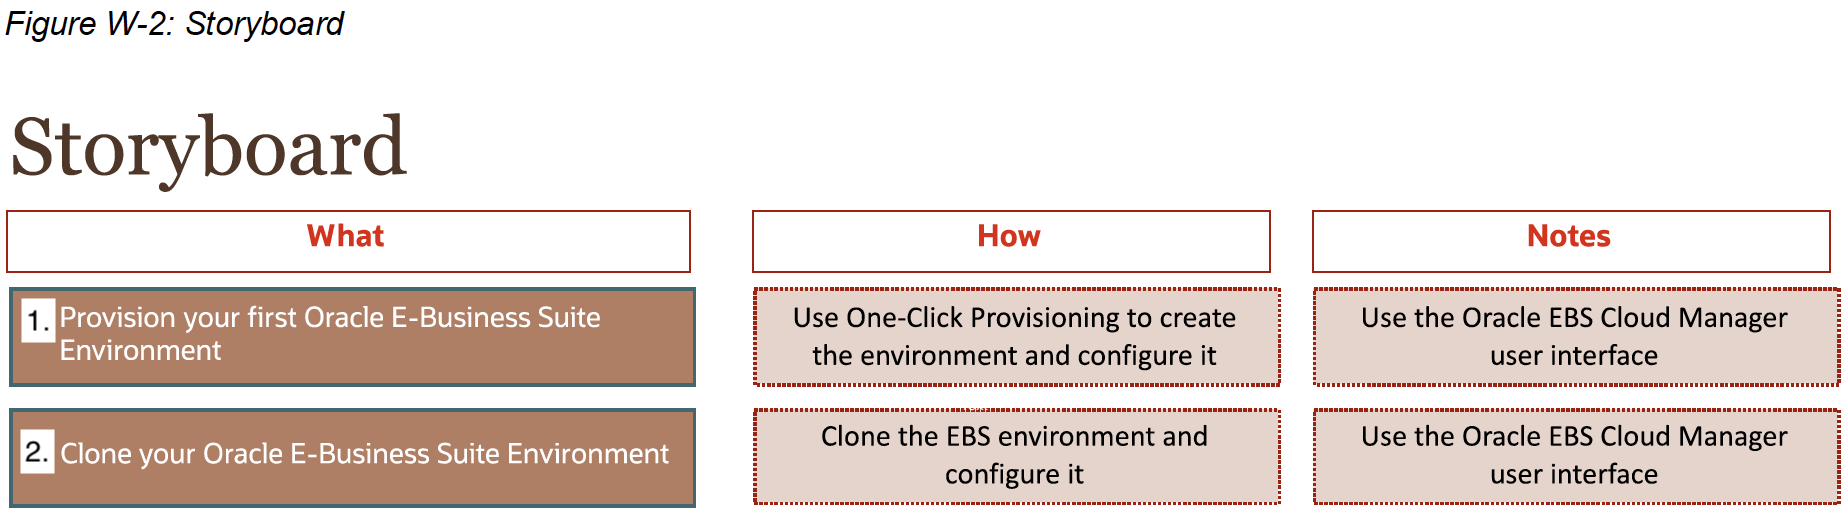 Figure W-2: Storyboard
Storyboard
What
How
Notes
1. Provision your first Oracle E-Business Suite
Environment
Use One-Click Provisioning to create
the environment and configure it
Use the Oracle EBS Cloud Manager
user interface
2. Clone your Oracle E-Business Suite Environment
Clone the EBS environment and
configure it
Use the Oracle EBS Cloud Manager
user interface